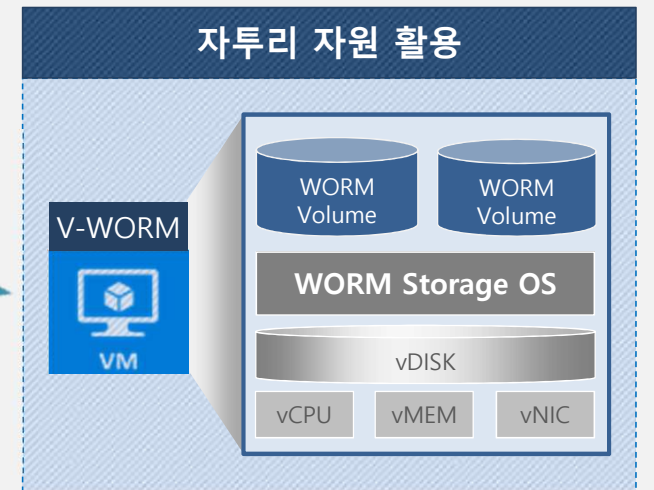 자투리 자원 활용
V-WORM
VM
WORM
Volume
WORM
Volume
WORM Storage OS
vDISK
vCPU
vMEM
vNIC